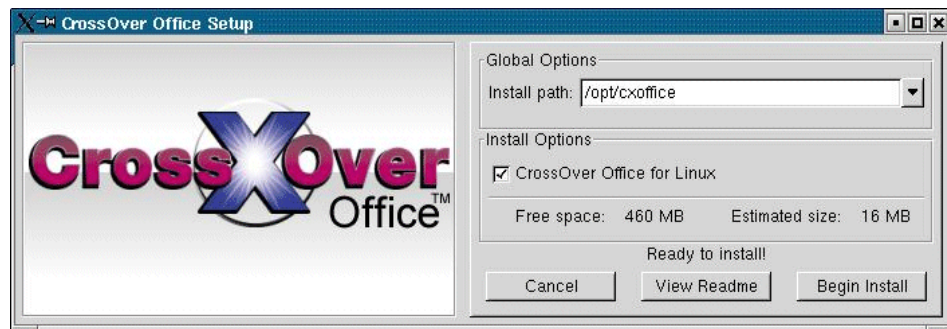 CrossOver Office Setup
CrossOver
Office™
Global Options
Install path: /opt/cxoffice
Install Options
CrossOver Office for Linux
Free space: 460 MB Estimated size: 16 MB
Ready to install!
Cancel View Readme Begin Install